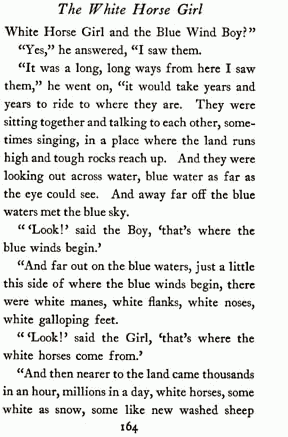 The White Horse Girl
White Horse Girl and the Blue Wind Boy?”
“Yes,” he answered, “I saw them.
“It was a long, long ways from here I saw
them,” he went on, “it would take years and
years to ride to where they are. They were
sitting together and talking to each other, some-
times singing, in a place where the land runs
high and tough rocks reach up. And they were
looking out across water, blue water as far as
the eye could see. And away far off the blue
waters met the blue sky.
“ ‘Look!’ said the Boy, ‘that’s where the
blue winds begin.’
“And far out on the blue waters, just a little
this side of where the blue winds begin, there
were white manes, white flanks, white noses,
white galloping feet.
“ ‘Look!’ said the Girl, ‘that’s where the
white horses come from.’
“And then nearer to the land came thousands
in an hour, millions in a day, white horses, some
white as snow, some like new washed sheep
164